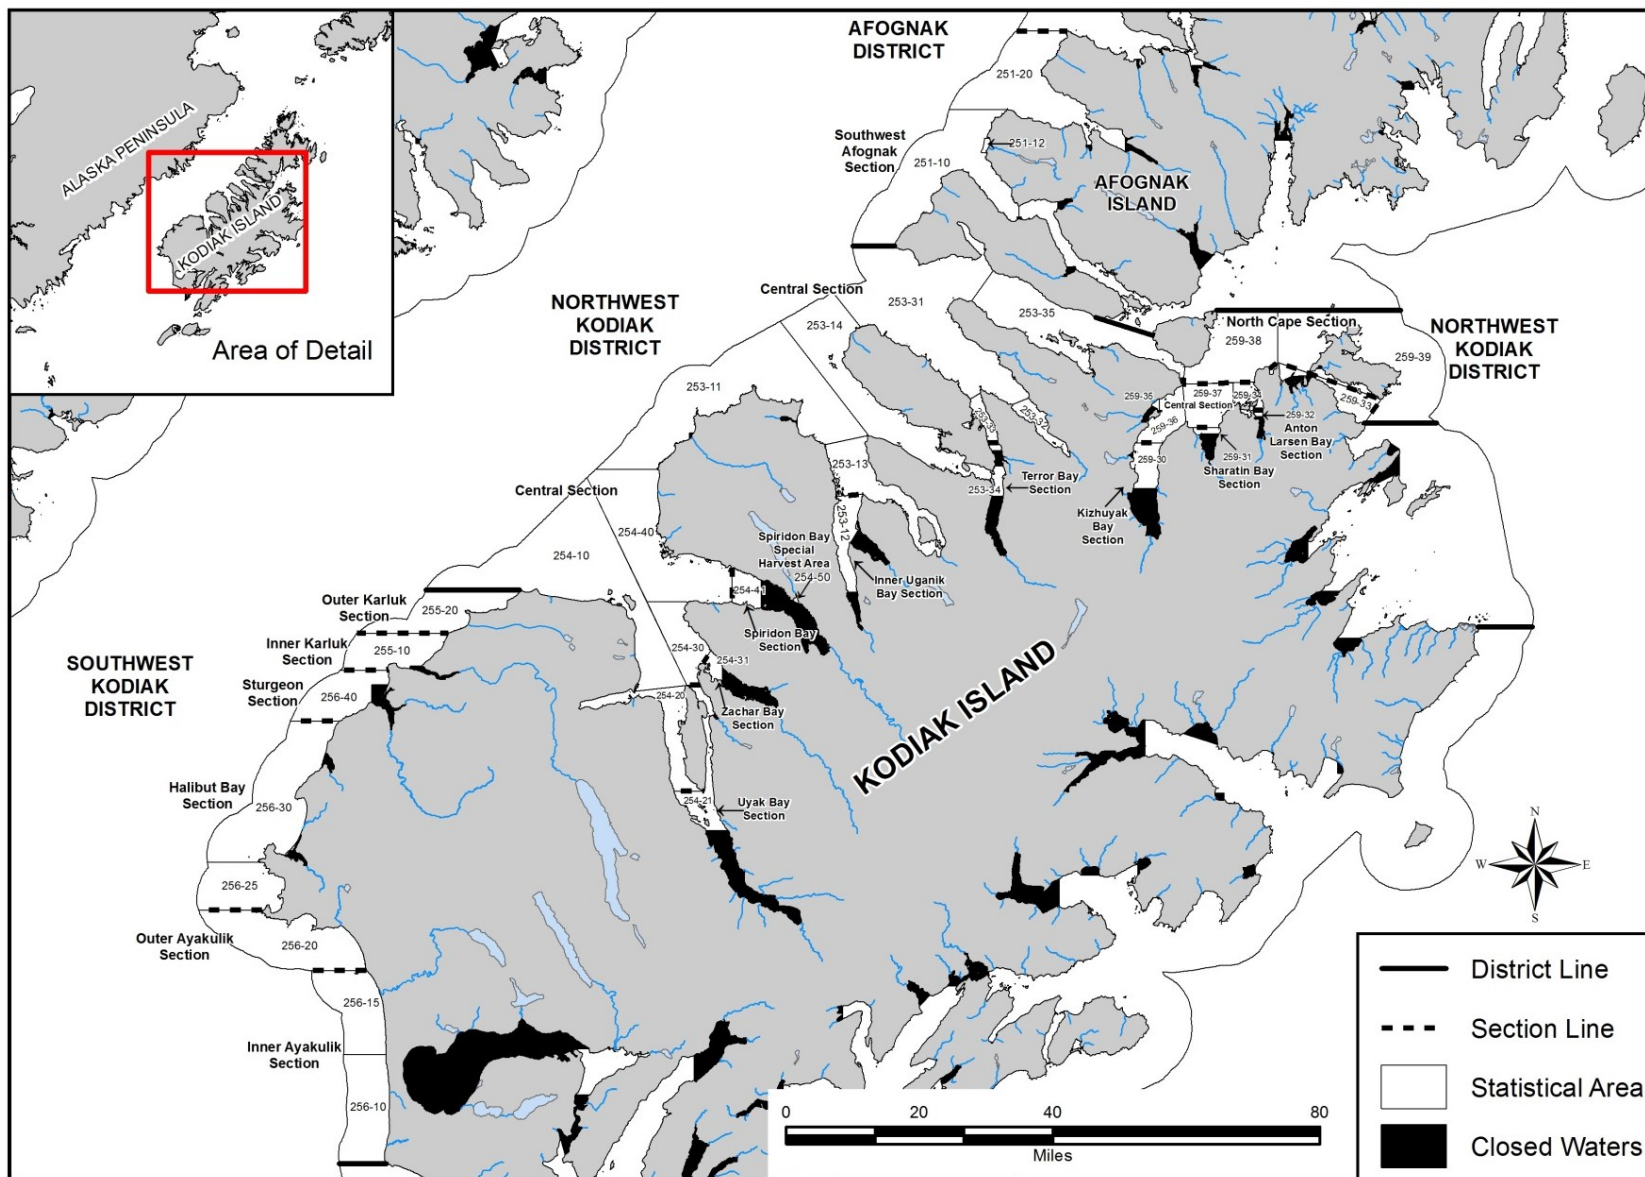 ALASKA PENINSULA
KODIAK ISLAND
Area of Detail
AFOGNAK
DISTRICT
251-20
Southwest
Afognak
Section
251-10
251-12
AFOGNAK
ISLAND
NORTHWEST
KODIAK
DISTRICT
Central Section
253-14
253-31
253-35
253-11
North Cape Section
259-38
259-39
NORTHWEST
KODIAK
DISTRICT
259-37
259-34
259-33
Central Section
259-35
259-36
259-32
Anton
Larsen Bay
Section
259-30
259-31
Sharatin Bay
Section
Kizhuyak
Bay
Section
253-33
253-32
253-34
Terror Bay
Section
253-13
253-12
Inner Uganik
Bay Section
Central Section
254-40
254-10
Spiridon Bay
Special
Harvest Area
254-50
254-41
Spiridon Bay
Section
254-30
254-31
254-20
Zachar Bay
Section
254-21
Uyak Bay
Section
KODIAK ISLAND
Outer Karluk
Section
255-20
Inner Karluk
Section
255-10
SOUTHWEST
KODIAK
DISTRICT
Sturgeon
Section
256-40
Halibut Bay
Section
256-30
256-25
Outer Ayakulik
Section
256-20
256-15
Inner Ayakulik
Section
256-10
N
W
E
S
0
20
40
80
Miles
District Line
Section Line
Statistical Area
Closed Waters